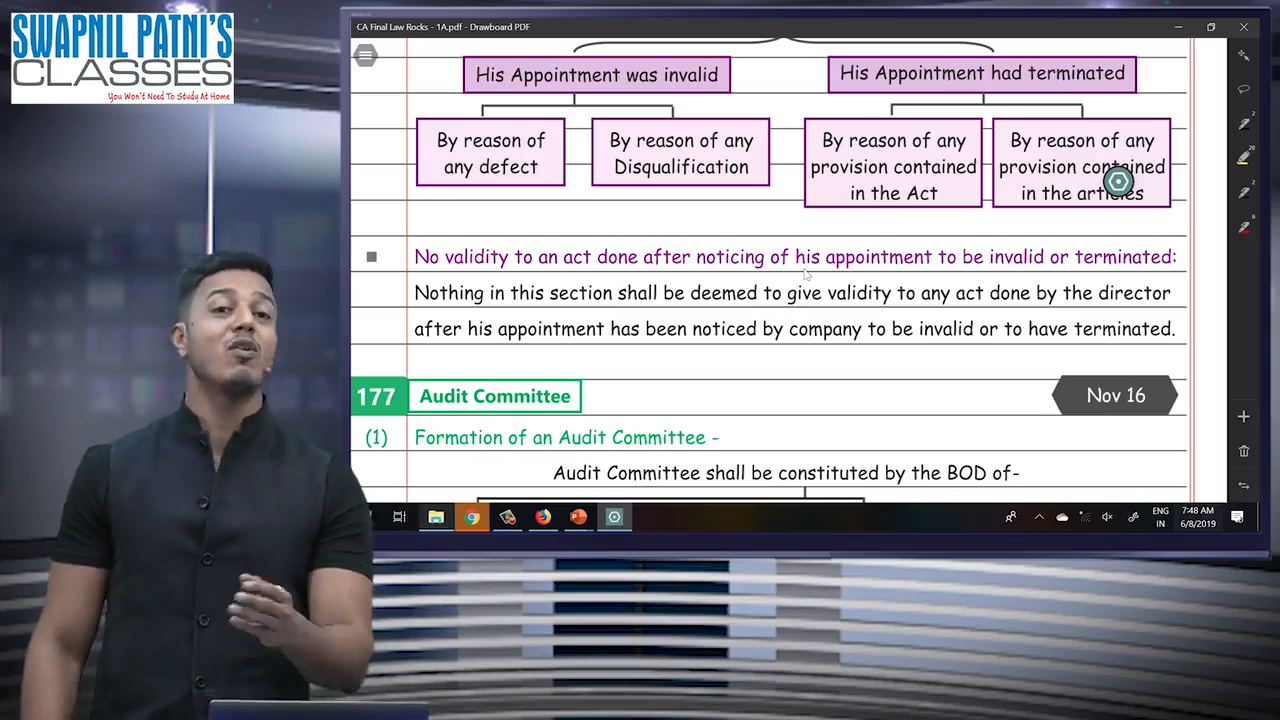 SWAPNIL PATNI'S
CLASSES
You Won't Need To Study At Home
CA Final Law Rocks - 1A.pdf - Drawboard PDF
His Appointment was invalid
His Appointment had terminated
By reason of
any defect
By reason of any
Disqualification
By reason of any
provision contained
in the Act
By reason of any
provision contained
in the articles
No validity to an act done after noticing of his appointment to be invalid or terminated:
Nothing in this section shall be deemed to give validity to any act done by the director
after his appointment has been noticed by company to be invalid or to have terminated.
177
Audit Committee
Nov 16
(1) Formation of an Audit Committee -
Audit Committee shall be constituted by the BOD of-
ENG
IN
7:48 AM
6/8/2019
2
20
2
6